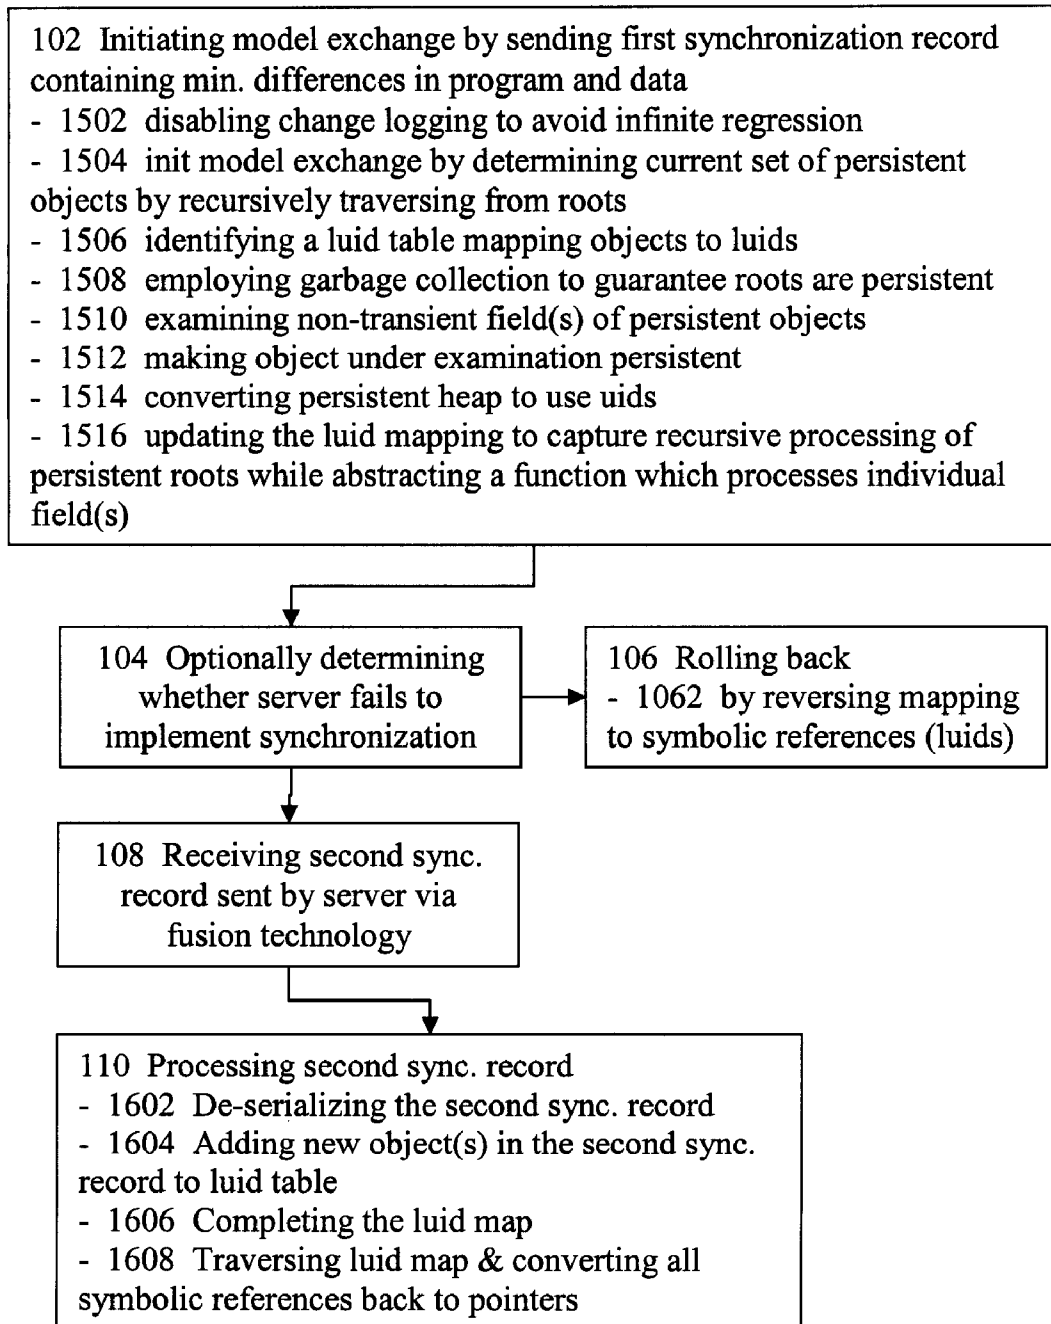 102 Initiating model exchange by sending first synchronization record
containing min. differences in program and data
- 1502 disabling change logging to avoid infinite regression
- 1504 init model exchange by determining current set of persistent
objects by recursively traversing from roots
- 1506 identifying a luid table mapping objects to luids
- 1508 employing garbage collection to guarantee roots are persistent
- 1510 examining non-transient field(s) of persistent objects
- 1512 making object under examination persistent
- 1514 converting persistent heap to use uids
- 1516 updating the luid mapping to capture recursive processing of
persistent roots while abstracting a function which processes individual
field(s)
104 Optionally determining
whether server fails to
implement synchronization
106 Rolling back
- 1062 by reversing mapping
to symbolic references (luids)
108 Receiving second sync.
record sent by server via
fusion technology
110 Processing second sync. record
- 1602 De-serializing the second sync. record
- 1604 Adding new object(s) in the second sync.
record to luid table
- 1606 Completing the luid map
- 1608 Traversing luid map & converting all
symbolic references back to pointers